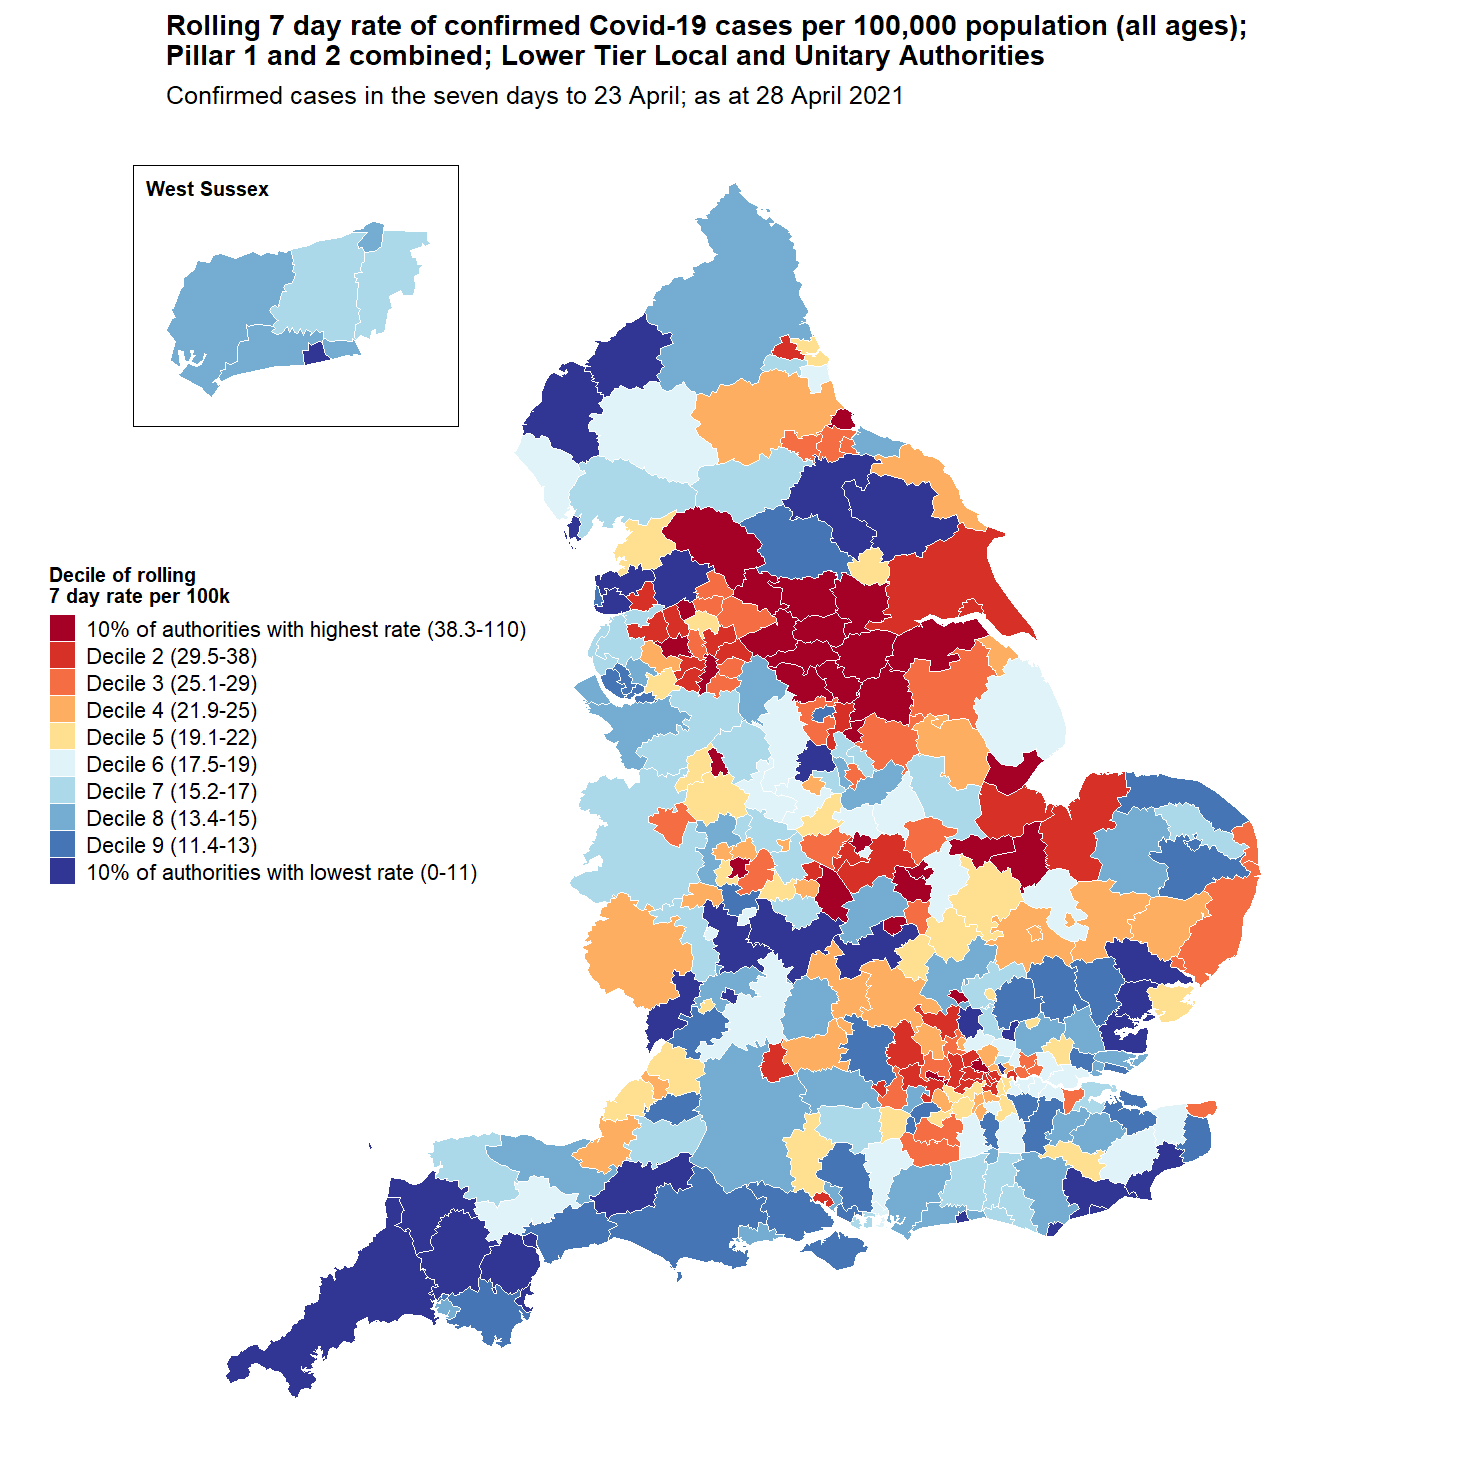 Rolling 7 day rate of confirmed Covid-19 cases per 100,000 population (all ages);
Pillar 1 and 2 combined; Lower Tier Local and Unitary Authorities
Confirmed cases in the seven days to 23 April; as at 28 April 2021
West Sussex
Decile of rolling
7 day rate per 100k
10% of authorities with highest rate (38.3-110)
Decile 2 (29.5-38)
Decile 3 (25.1-29)
Decile 4 (21.9-25)
Decile 5 (19.1-22)
Decile 6 (17.5-19)
Decile 7 (15.2-17)
Decile 8 (13.4-15)
Decile 9 (11.4-13)
10% of authorities with lowest rate (0-11)